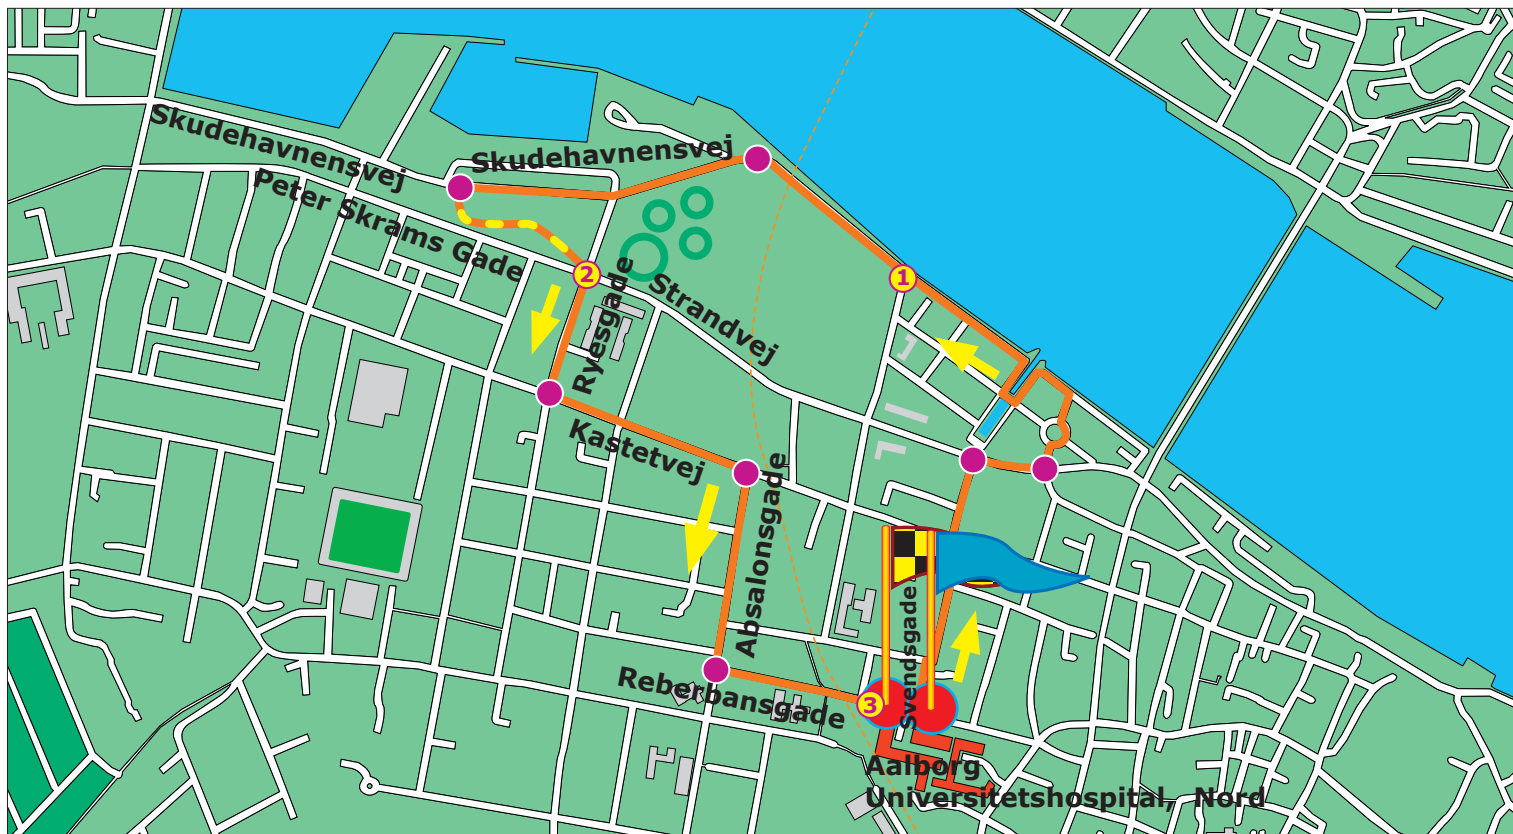 Skudehavnensvej
Skudehavnensvej
Peter Skrams Gade
2
1
Ryesgade
Strandvej
Kastetvej
Absalonsgade
Svendsgade
Reberbansgade
3
Aalborg
Universitetshospital, Nord